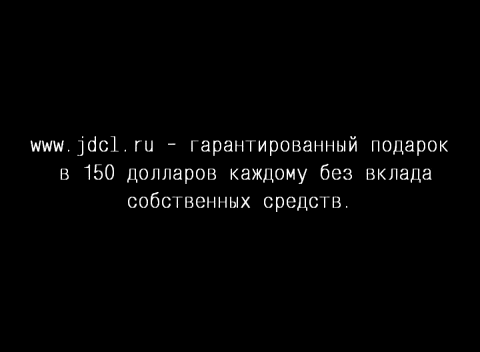 www.jdcl.ru - гарантированный подарок
в 150 долларов каждому без вклада
собственных средств.